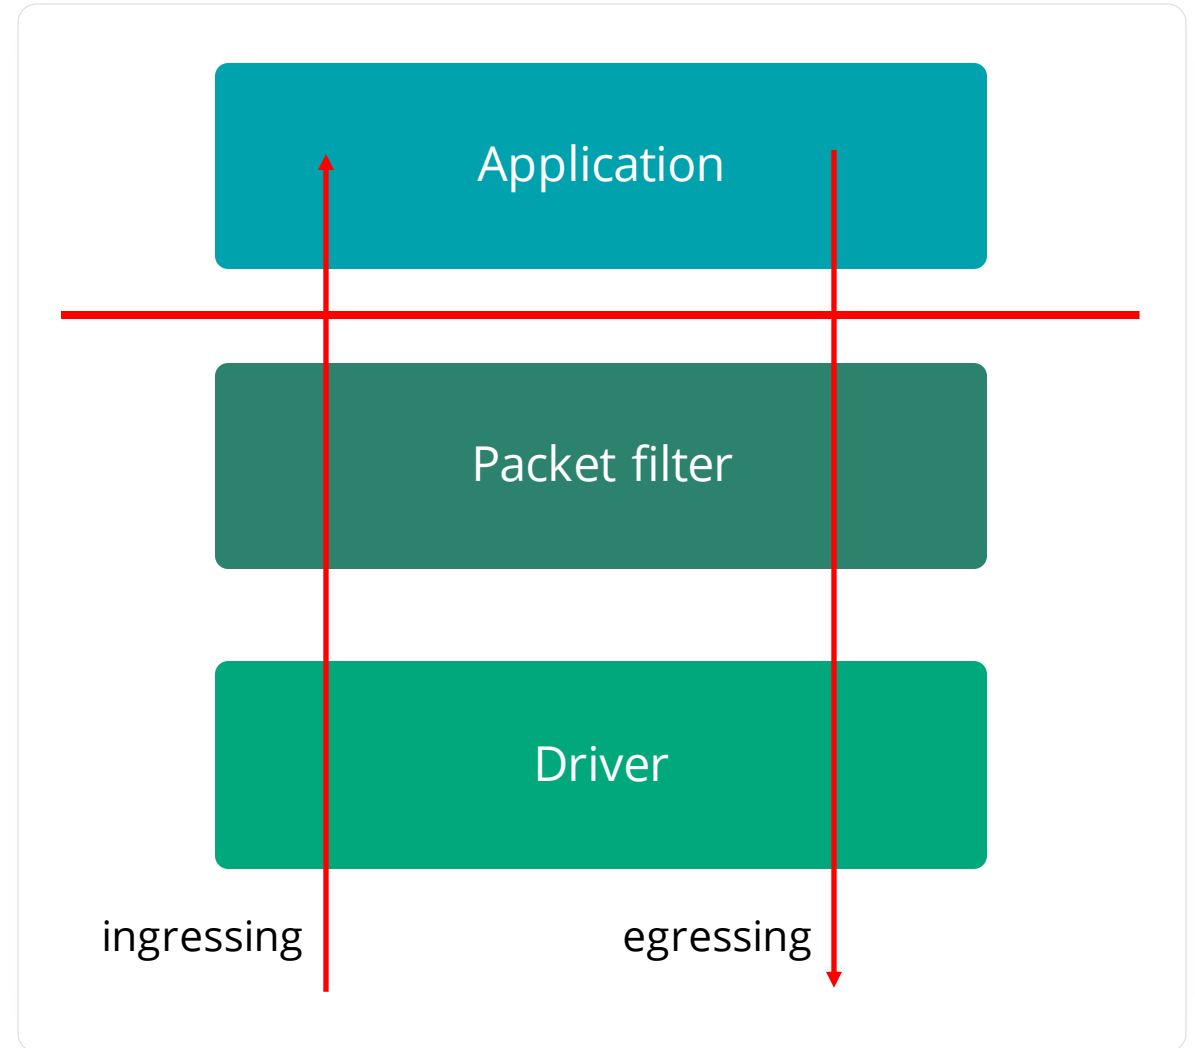 Application
Packet filter
Driver
ingressing
egressing